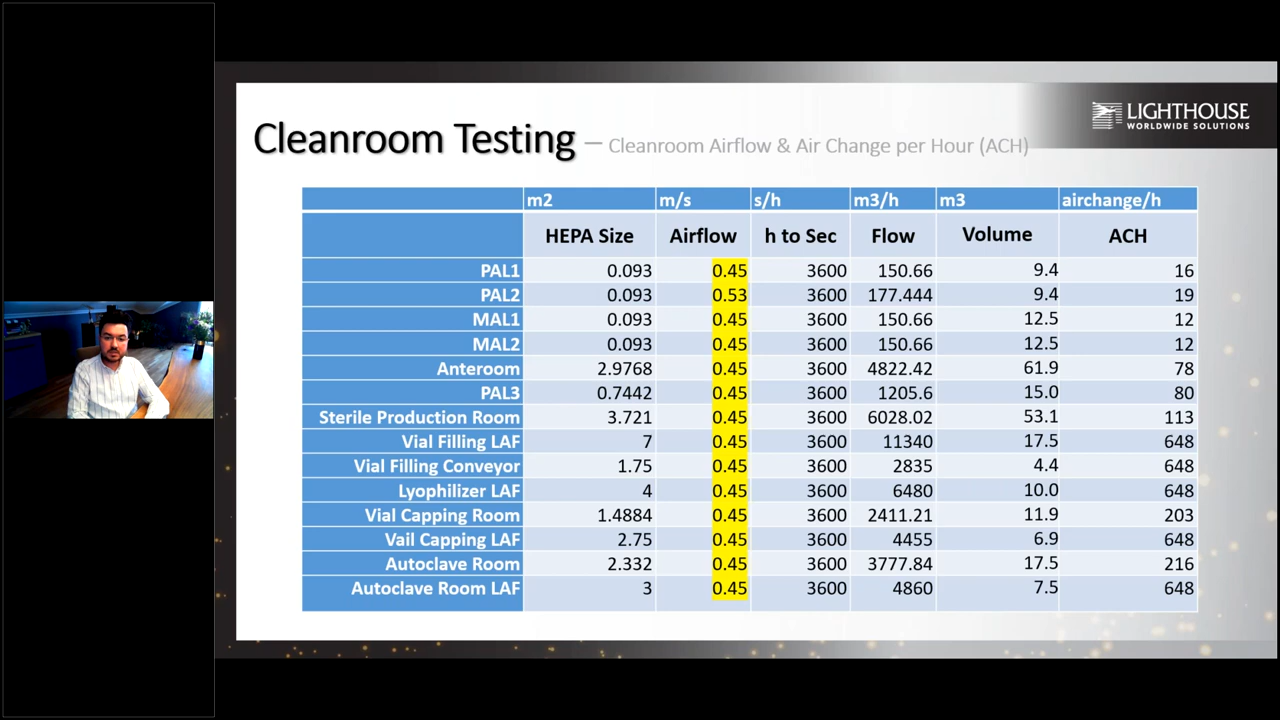 LIGHTHOUSE
WORLDWIDE SOLUTIONS
Cleanroom Testing – Cleanroom Airflow & Air Change per Hour (ACH)
m2 m/s s/h m3/h m3 airchange/h
HEPA Size Airflow h to Sec Flow Volume ACH
PAL1 0.093 0.45 3600 150.66 9.4 16
PAL2 0.093 0.53 3600 177.444 9.4 19
MAL1 0.093 0.45 3600 150.66 12.5 12
MAL2 0.093 0.45 3600 150.66 12.5 12
Anteroom 2.9768 0.45 3600 4822.42 61.9 78
PAL3 0.7442 0.45 3600 1205.6 15.0 80
Sterile Production Room 3.721 0.45 3600 6028.02 53.1 113
Vial Filling LAF 7 0.45 3600 11340 17.5 648
Vial Filling Conveyor 1.75 0.45 3600 2835 4.4 648
Lyophilizer LAF 4 0.45 3600 6480 10.0 648
Vial Capping Room 1.4884 0.45 3600 2411.21 11.9 203
Vail Capping LAF 2.75 0.45 3600 4455 6.9 648
Autoclave Room 2.332 0.45 3600 3777.84 17.5 216
Autoclave Room LAF 3 0.45 3600 4860 7.5 648